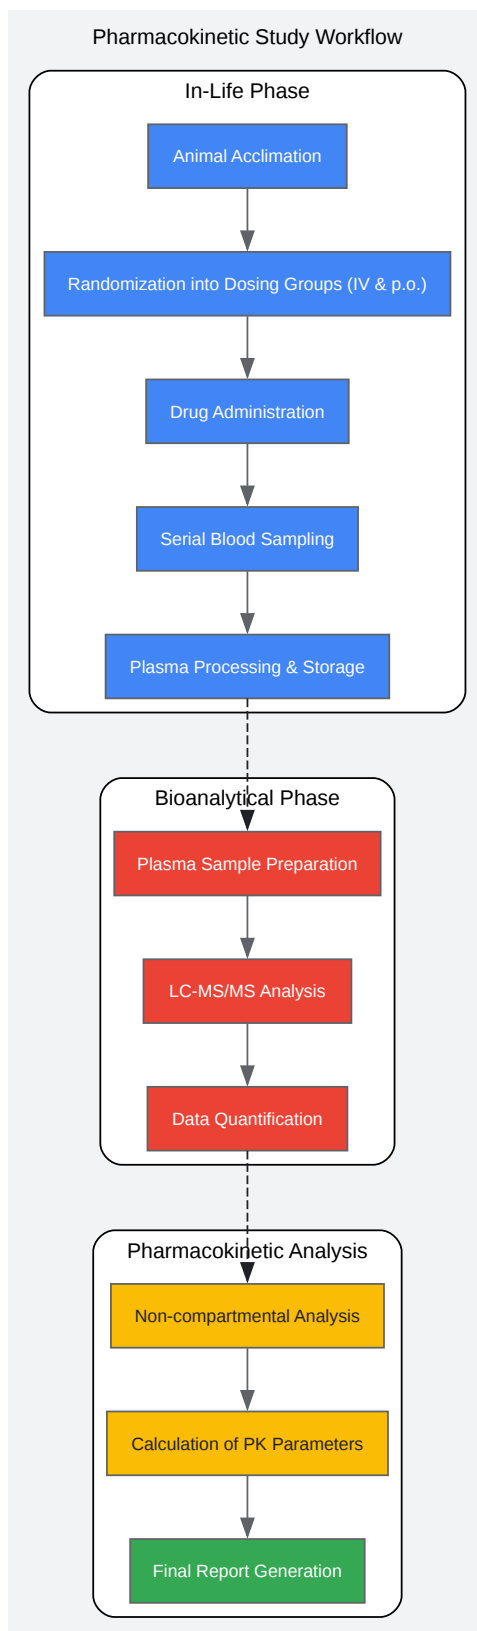 Pharmacokinetic Study Workflow
In-Life Phase
Animal Acclimation
Randomization into Dosing Groups (IV & p.o.)
Drug Administration
Serial Blood Sampling
Plasma Processing & Storage
Bioanalytical Phase
Plasma Sample Preparation
LC-MS/MS Analysis
Data Quantification
Pharmacokinetic Analysis
Non-compartmental Analysis
Calculation of PK Parameters
Final Report Generation